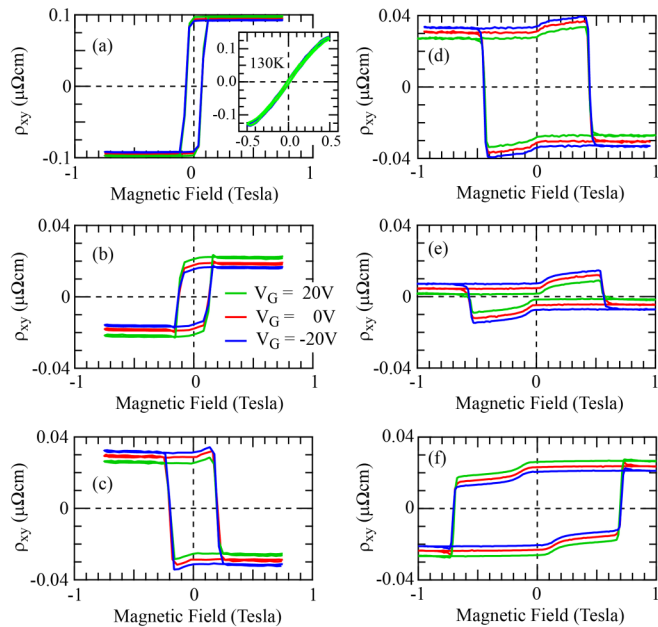 0.1
0
-0.1
ρxy (μΩcm)
(a)
0.1
0.0
-0.1
130K
-0.5 0.0 0.5
Magnetic Field (Tesla)
0.04
0
-0.04
ρxy (μΩcm)
(d)
-1 0 1
Magnetic Field (Tesla)
0.04
0
-0.04
ρxy (μΩcm)
(b)
VG = 20V
VG = 0V
VG = -20V
-1 0 1
Magnetic Field (Tesla)
0.04
0
-0.04
ρxy (μΩcm)
(e)
-1 0 1
Magnetic Field (Tesla)
0.04
0
-0.04
ρxy (μΩcm)
(c)
-1 0 1
Magnetic Field (Tesla)
0.04
0
-0.04
ρxy (μΩcm)
(f)
-1 0 1
Magnetic Field (Tesla)